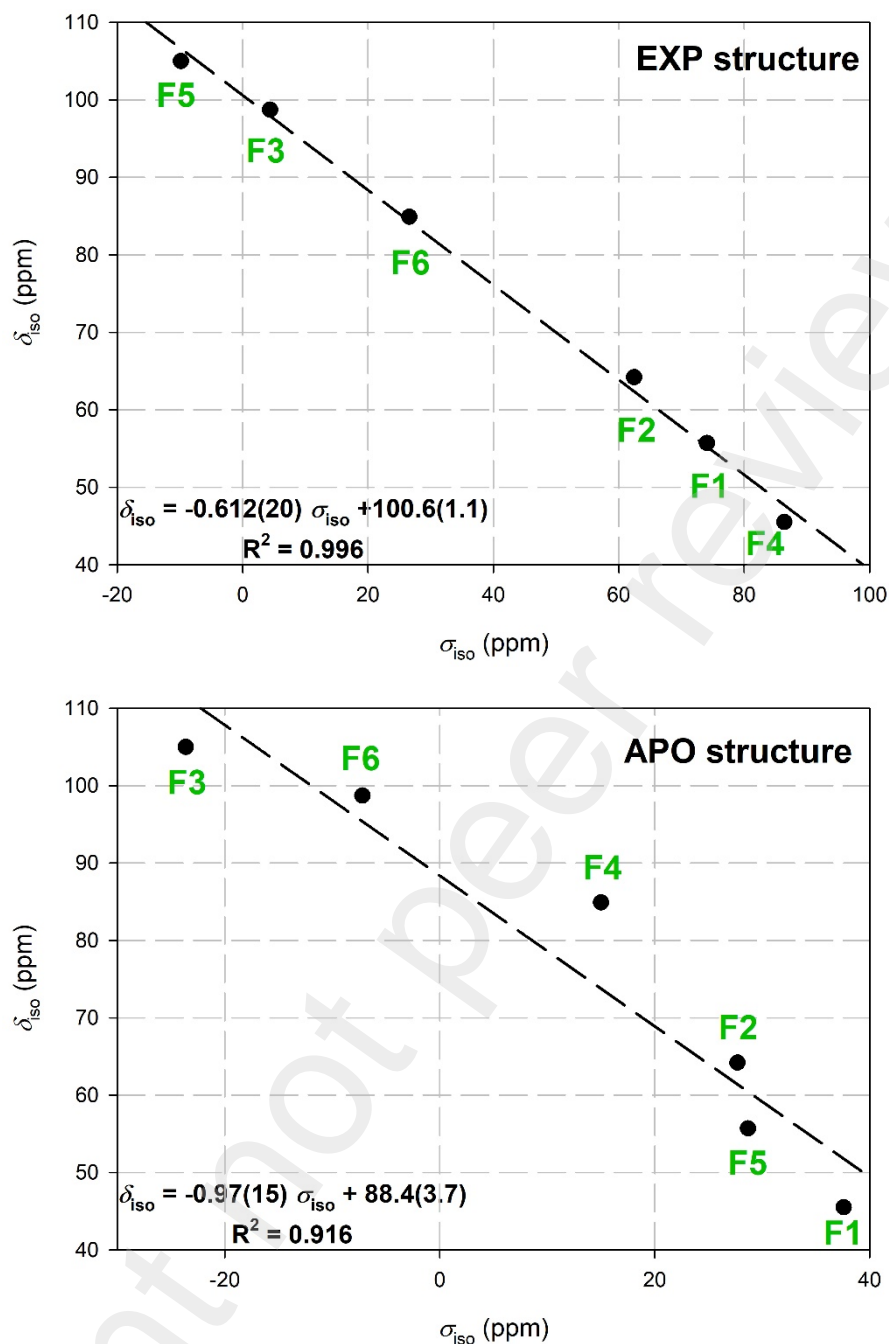 110
100
90
80
70
60
50
40
δiso (ppm)
EXP structure
F5
F3
F6
F2
F1
F4
δiso = -0.612(20) σiso +100.6(1.1)
R² = 0.996
-20 0 20 40 60 80 100
σiso (ppm)
110
100
90
80
70
60
50
40
δiso (ppm)
APO structure
F3
F6
F4
F2
F5
F1
δiso = -0.97(15) σiso + 88.4(3.7)
R² = 0.916
-20 0 20 40
σiso (ppm)
not peer review